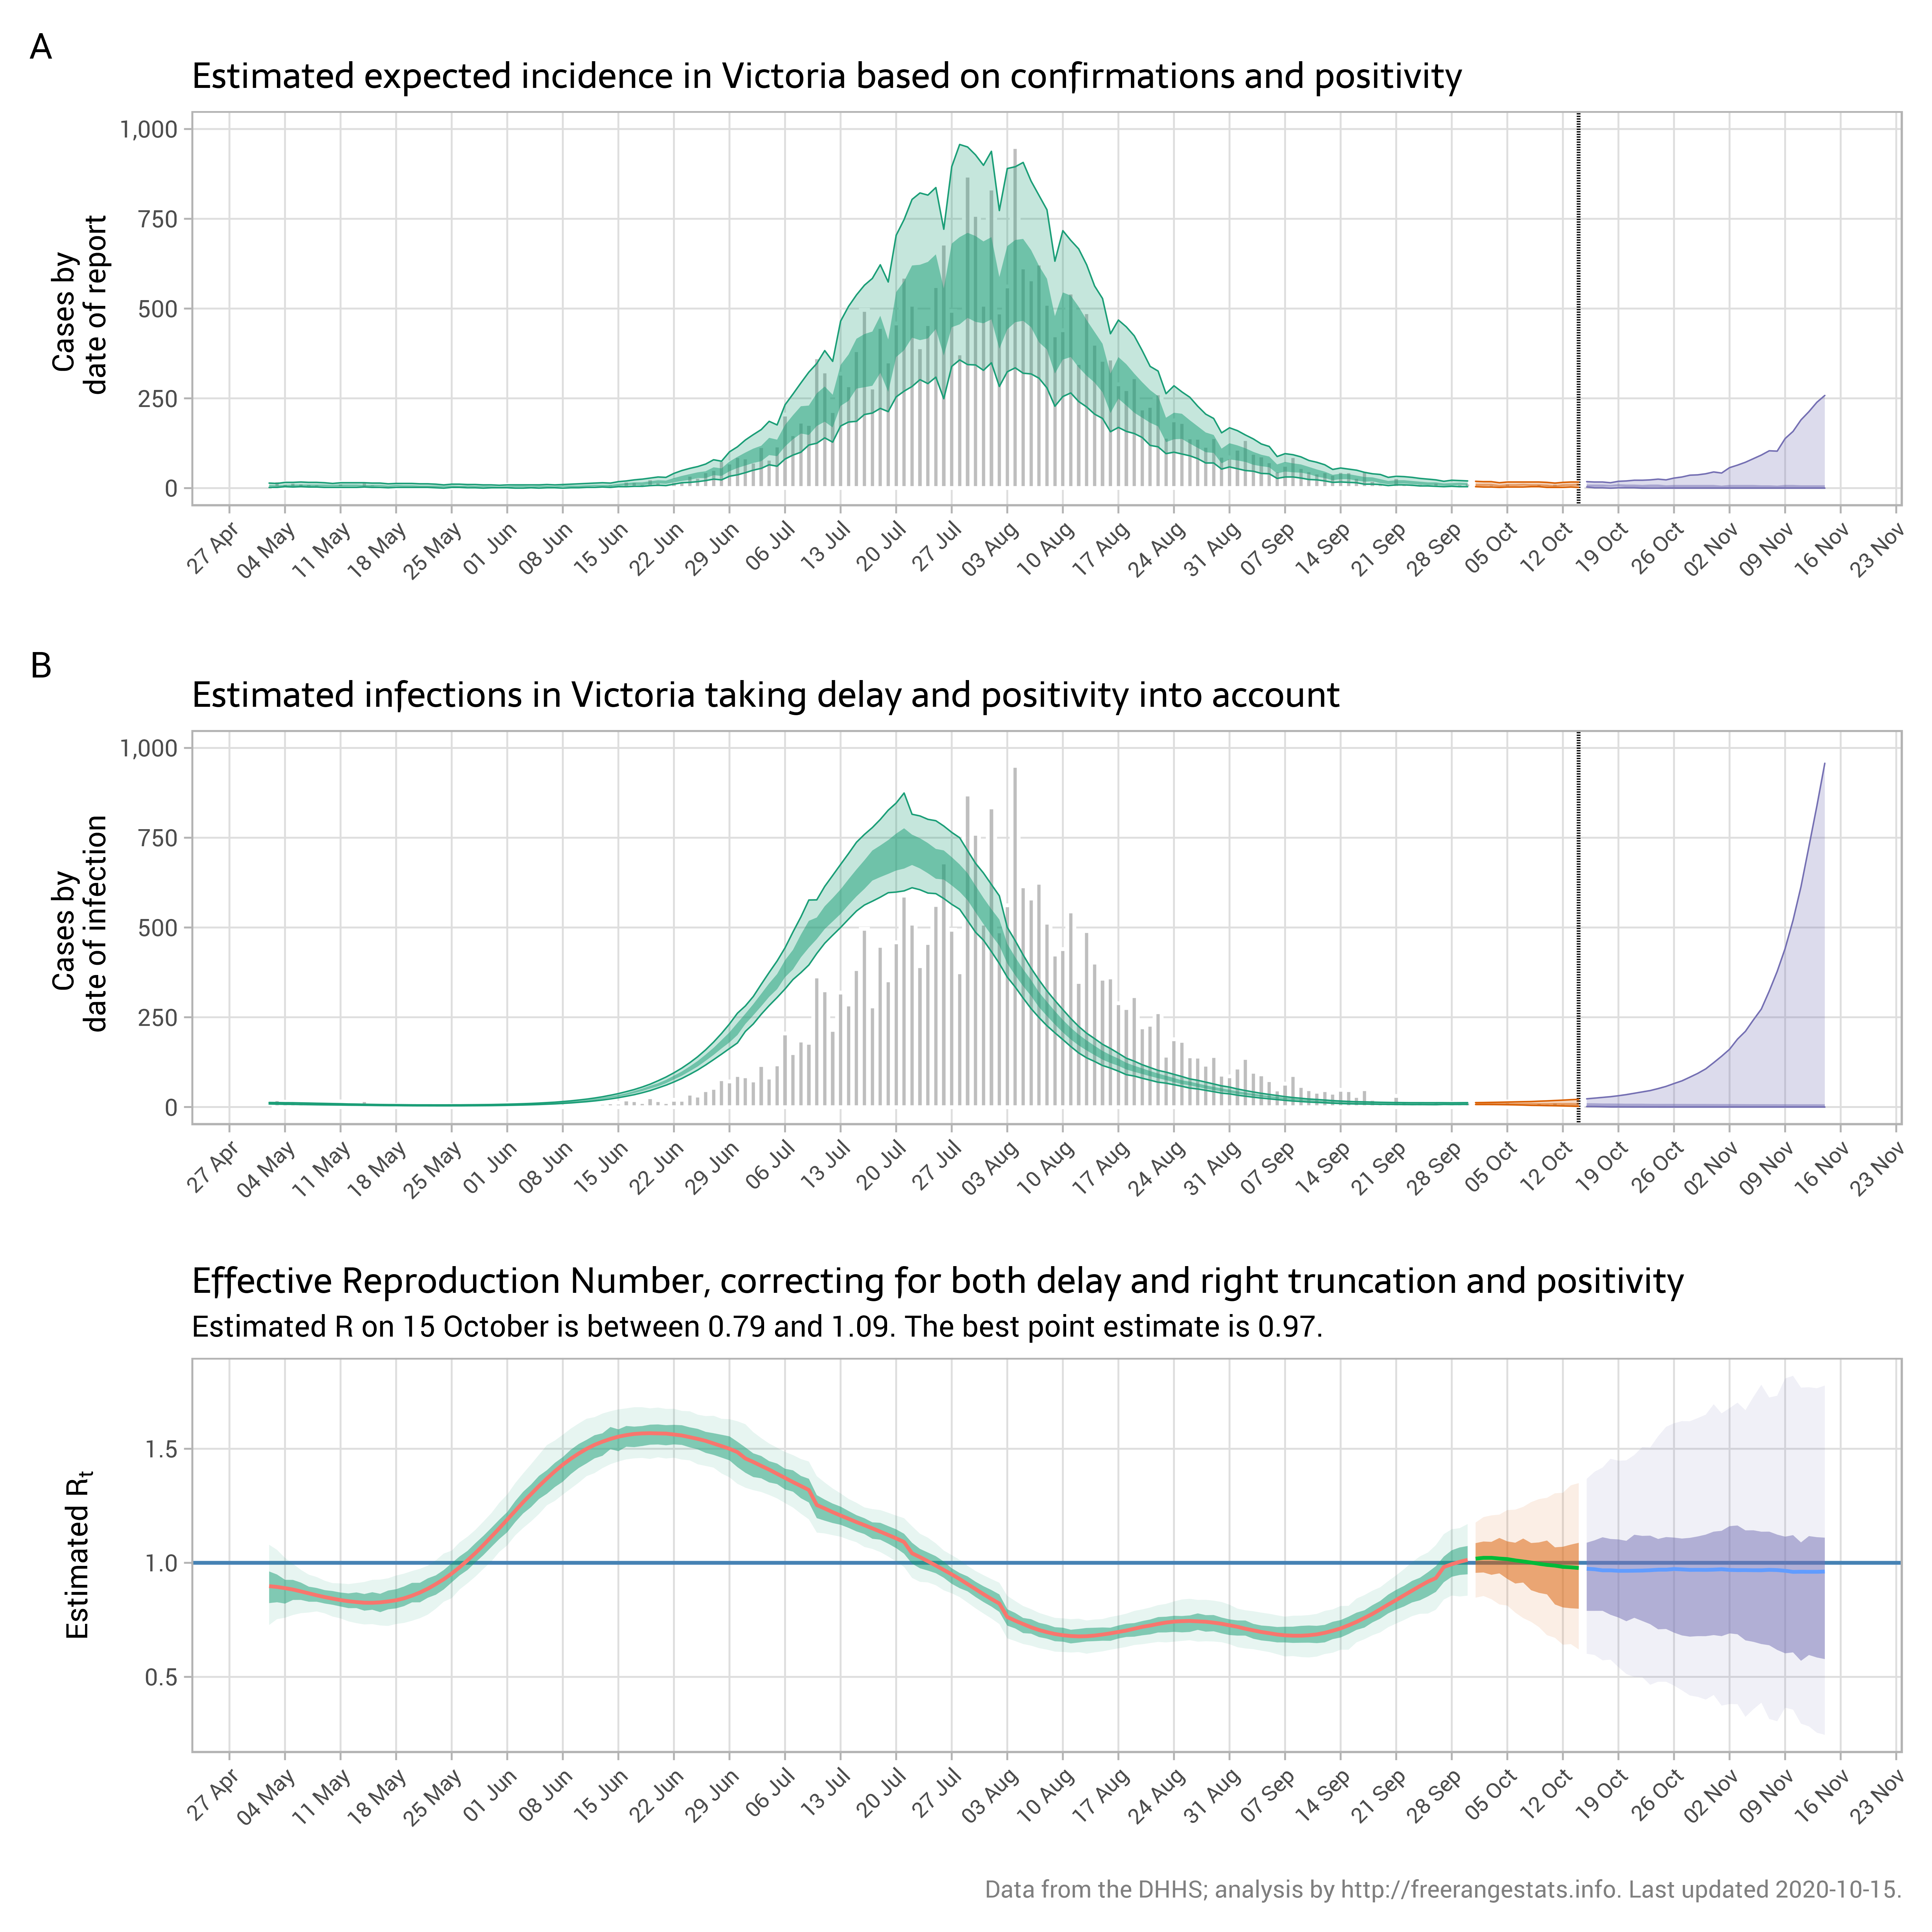 A
Estimated expected incidence in Victoria based on confirmations and positivity
Cases by
date of report
1,000
750
500
250
0
27 Apr
04 May
11 May
18 May
25 May
01 Jun
08 Jun
15 Jun
22 Jun
29 Jun
06 Jul
13 Jul
20 Jul
27 Jul
03 Aug
10 Aug
17 Aug
24 Aug
31 Aug
07 Sep
14 Sep
21 Sep
28 Sep
05 Oct
12 Oct
19 Oct
26 Oct
02 Nov
09 Nov
16 Nov
23 Nov
B
Estimated infections in Victoria taking delay and positivity into account
Cases by
date of infection
1,000
750
500
250
0
27 Apr
04 May
11 May
18 May
25 May
01 Jun
08 Jun
15 Jun
22 Jun
29 Jun
06 Jul
13 Jul
20 Jul
27 Jul
03 Aug
10 Aug
17 Aug
24 Aug
31 Aug
07 Sep
14 Sep
21 Sep
28 Sep
05 Oct
12 Oct
19 Oct
26 Oct
02 Nov
09 Nov
16 Nov
23 Nov
Effective Reproduction Number, correcting for both delay and right truncation and positivity
Estimated R on 15 October is between 0.79 and 1.09. The best point estimate is 0.97.
Estimated Rt
1.5
1.0
0.5
27 Apr
04 May
11 May
18 May
25 May
01 Jun
08 Jun
15 Jun
22 Jun
29 Jun
06 Jul
13 Jul
20 Jul
27 Jul
03 Aug
10 Aug
17 Aug
24 Aug
31 Aug
07 Sep
14 Sep
21 Sep
28 Sep
05 Oct
12 Oct
19 Oct
26 Oct
02 Nov
09 Nov
16 Nov
23 Nov
Data from the DHHS; analysis by http://freerangestats.info. Last updated 2020-10-15.